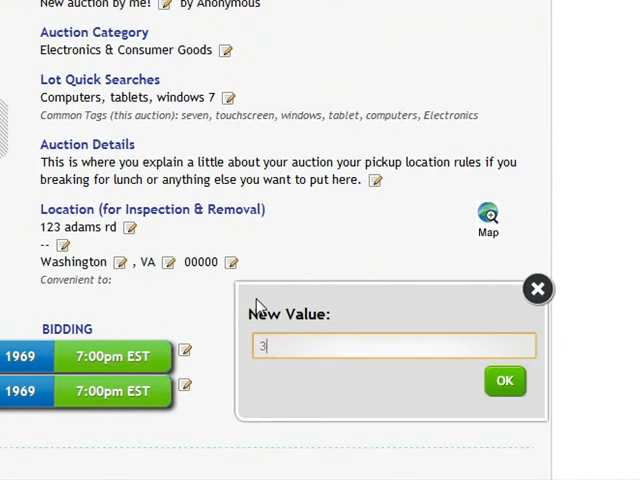 New auction by me! by Anonymous
Auction Category
Electronics & Consumer Goods
Lot Quick Searches
Computers, tablets, windows 7
Common Tags (this auction): seven, touchscreen, windows, tablet, computers, Electronics
Auction Details
This is where you explain a little about your auction your pickup location rules if you
breaking for lunch or anything else you want to put here.
Location (for Inspection & Removal)
123 adams rd
--
Map
Washington , VA 00000
Convenient to:
New Value:
BIDDING
3
1969 7:00pm EST
OK
1969 7:00pm EST